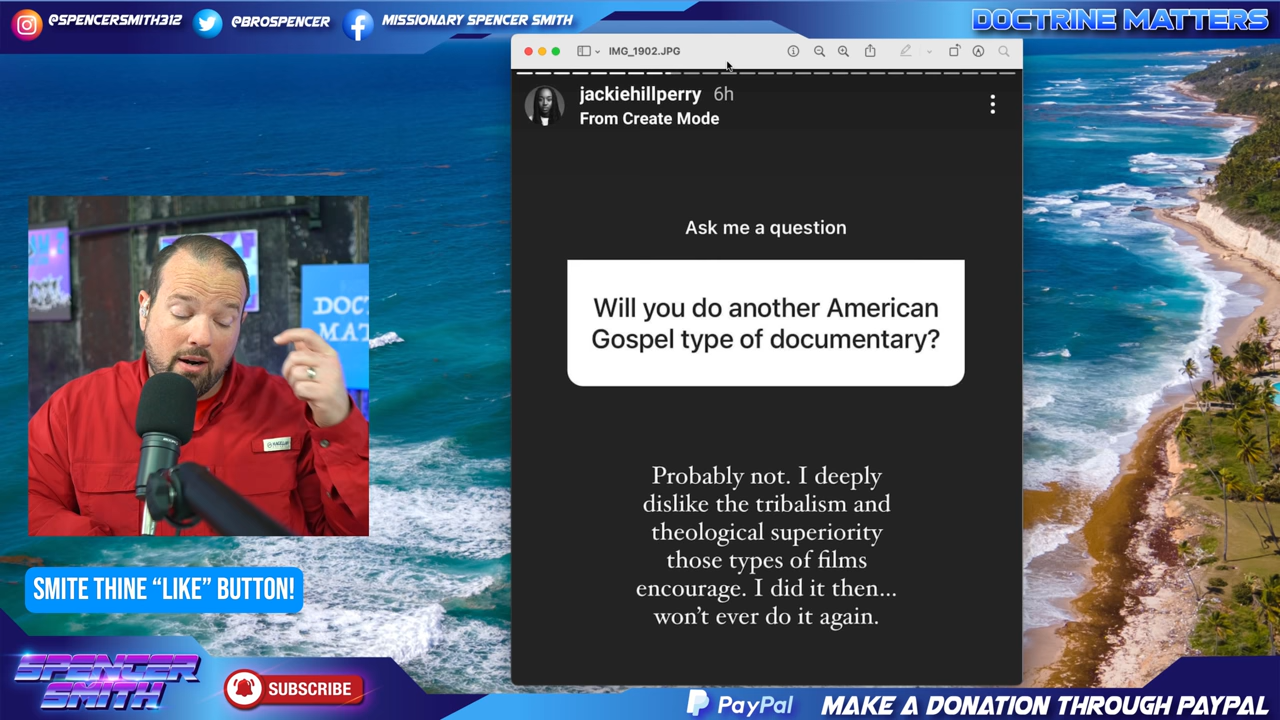 @SPENCERSMITH312
@BROSPENCER
MISSIONARY SPENCER SMITH
DOCTRINE MATTERS
IMG_1902.JPG
jackiehillperry 6h
From Create Mode
Ask me a question
Will you do another American
Gospel type of documentary?
Probably not. I deeply
dislike the tribalism and
theological superiority
those types of films
encourage. I did it then...
won't ever do it again.
SMITE THINE “LIKE” BUTTON!
SPENCER
SMITH
SUBSCRIBE
PayPal
MAKE A DONATION THROUGH PAYPAL